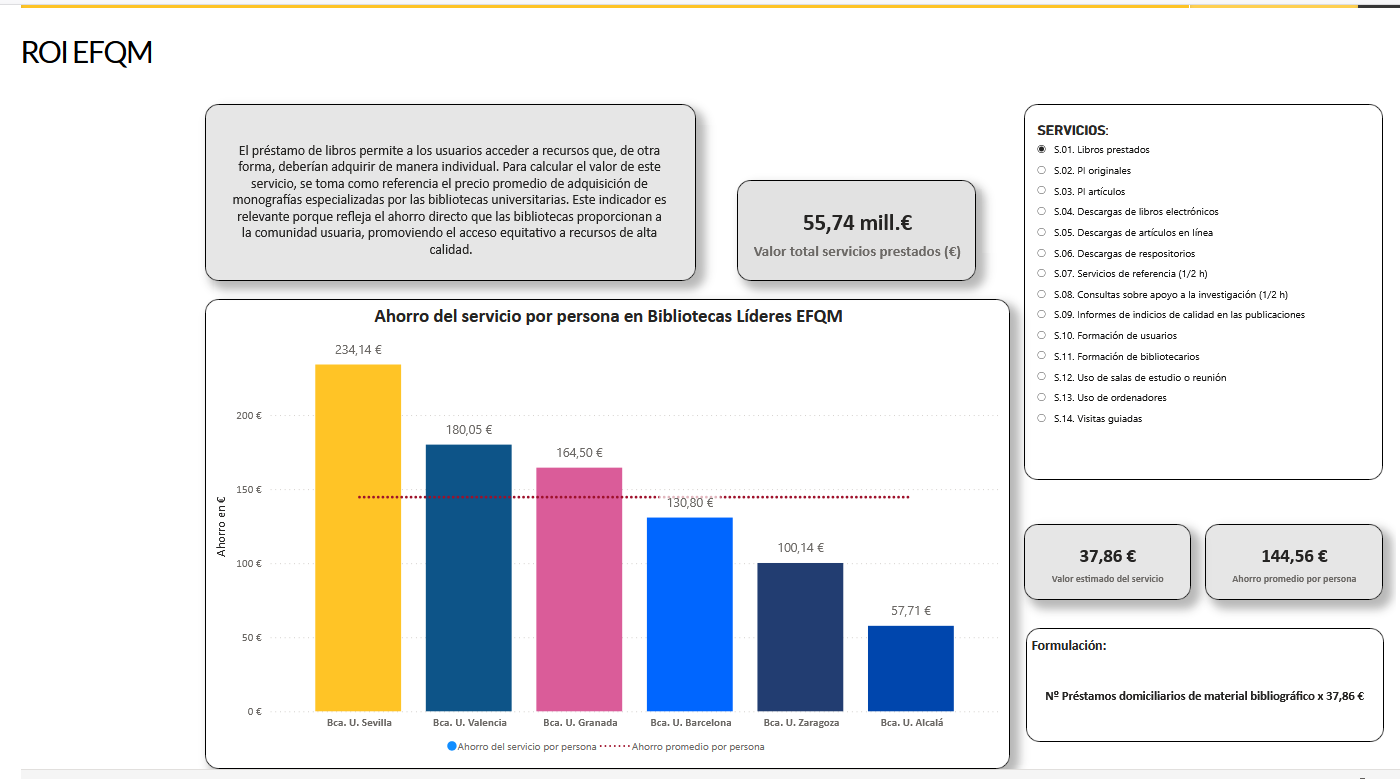 ROI EFQM
El préstamo de libros permite a los usuarios acceder a recursos que, de otra
forma, deberían adquirir de manera individual. Para calcular el valor de este
servicio, se toma como referencia el precio promedio de adquisición de
monografías especializadas por las bibliotecas universitarias. Este indicador es
relevante porque refleja el ahorro directo que las bibliotecas proporcionan a
la comunidad usuaria, promoviendo el acceso equitativo a recursos de alta
calidad.
55,74 mill.€
Valor total servicios prestados (€)
SERVICIOS:
S.01. Libros prestados
S.02. PI originales
S.03. PI artículos
S.04. Descargas de libros electrónicos
S.05. Descargas de artículos en línea
S.06. Descargas de respositorios
S.07. Servicios de referencia (1/2 h)
S.08. Consultas sobre apoyo a la investigación (1/2 h)
S.09. Informes de indicios de calidad en las publicaciones
S.10. Formación de usuarios
S.11. Formación de bibliotecarios
S.12. Uso de salas de estudio o reunión
S.13. Uso de ordenadores
S.14. Visitas guiadas
Ahorro del servicio por persona en Bibliotecas Líderes EFQM
Ahorro en €
200 €
150 €
100 €
50 €
0 €
234,14 €
180,05 €
164,50 €
130,80 €
100,14 €
57,71 €
Bca. U. Sevilla
Bca. U. Valencia
Bca. U. Granada
Bca. U. Barcelona
Bca. U. Zaragoza
Bca. U. Alcalá
Ahorro del servicio por persona
Ahorro promedio por persona
37,86 €
Valor estimado del servicio
144,56 €
Ahorro promedio por persona
Formulación:
Nº Préstamos domiciliarios de material bibliográfico x 37,86 €